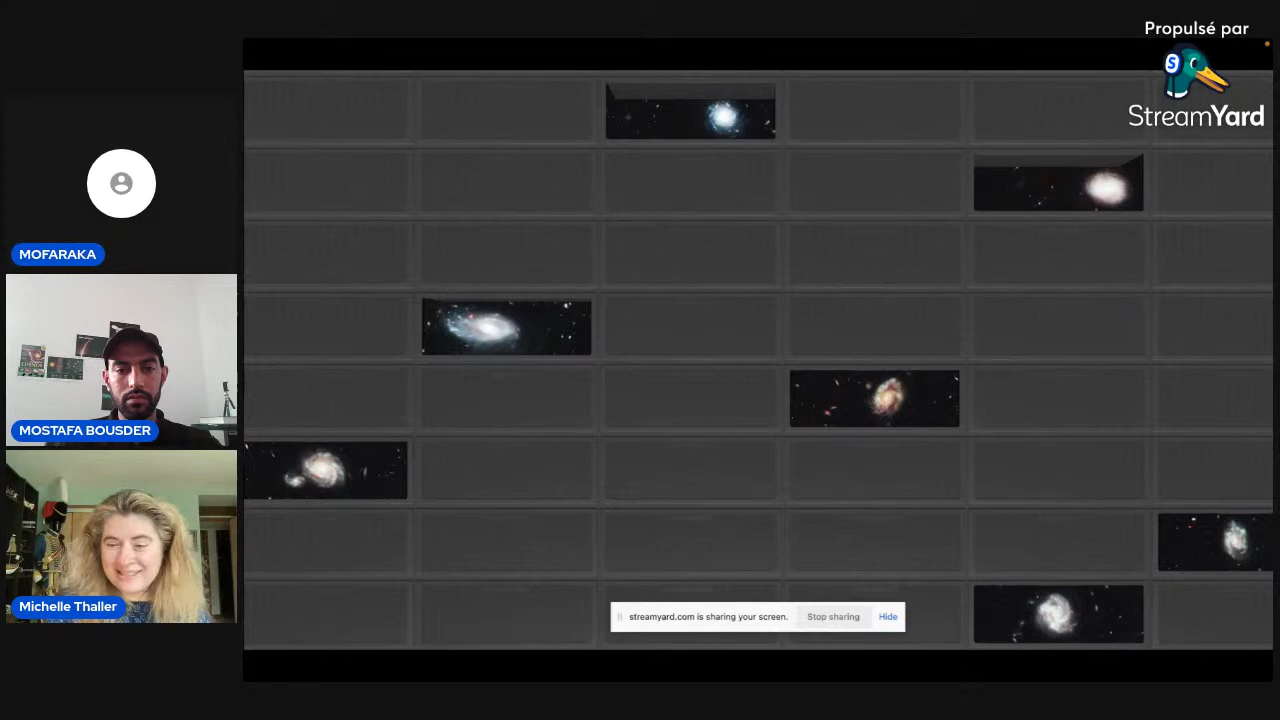 Propulsé par
StreamYard
MOFARAKA
MOSTAFA BOUSDER
Michelle Thaller
streamyard.com is sharing your screen. Stop sharing Hide